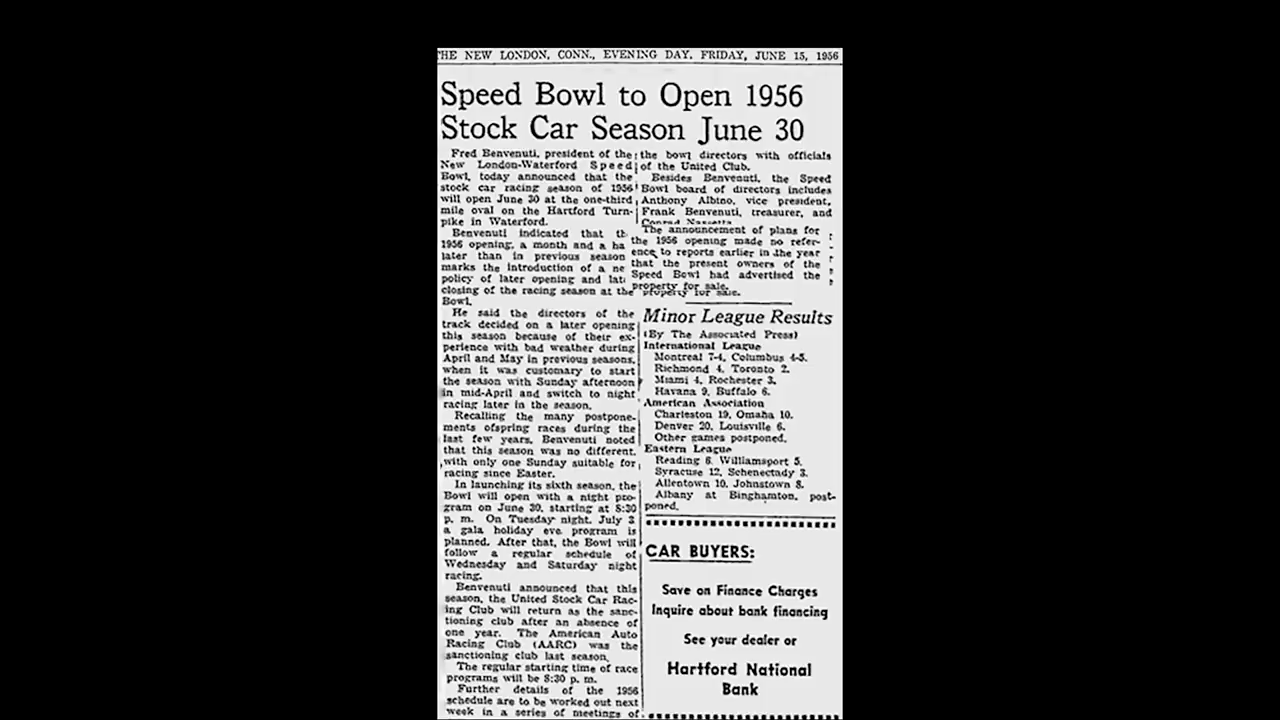 THE NEW LONDON, CONN., EVENING DAY, FRIDAY, JUNE 15, 1956
Speed Bowl to Open 1956
Stock Car Season June 30
Fred Benvenuti, president of the
New London-Waterford Speed
Bowl, today announced that the
stock car racing season of 1956
will open June 30 at the one-third
mile oval on the Hartford Turn-
pike in Waterford.
Benvenuti indicated that th
1956 opening, a month and a ha
later than in previous season
marks the introduction of a ne
policy of later opening and late
closing of the racing season at the
Bowl.
He said the directors of the
track decided on a later opening
this season because of their ex-
perience with bad weather during
April and May in previous seasons,
when it was customary to start
the season with Sunday afternoon
in mid-April and switch to night
racing later in the season.
Recalling the many postpone-
ments ofspring races during the
last few years, Benvenuti noted
that this season was no different,
with only one Sunday suitable for
racing since Easter.
In launching its sixth season, the
Bowl will open with a night pro-
gram on June 30, starting at 8:30
p. m. On Tuesday night, July 3
a gala holiday eve program is
planned. After that, the Bowl will
follow a regular schedule of
Wednesday and Saturday night
racing.
Benvenuti announced that this
season, the United Stock Car Rac-
ing Club will return as the sanc-
tioning club after an absence of
one year. The American Auto
Racing Club (AARC) was the
sanctioning club last season.
The regular starting time of race
programs will be 8:30 p. m.
Further details of the 1956
schedule are to be worked out next
week in a series of meetings of
the bowl directors with officials
of the United Club.
Besides Benvenuti, the Speed
Bowl board of directors includes
Anthony Albino, vice president,
Frank Benvenuti, treasurer, and
The announcement of plans for
the 1956 opening made no refer-
ence to reports earlier in the year
that the present owners of the
Speed Bowl had advertised the
property for sale.
property for sale.
Minor League Results
(By The Associated Press)
International League
Montreal 7-4, Columbus 4-5.
Richmond 4, Toronto 2.
Miami 4, Rochester 3.
Havana 9, Buffalo 6.
American Association
Charleston 19, Omaha 10.
Denver 20, Louisville 6.
Other games postponed.
Eastern League
Reading 6, Williamsport 5.
Syracuse 12, Schenectady 3.
Allentown 10, Johnstown 8.
Albany at Binghamton, post-
poned.
CAR BUYERS:
Save on Finance Charges
Inquire about bank financing
See your dealer or
Hartford National
Bank